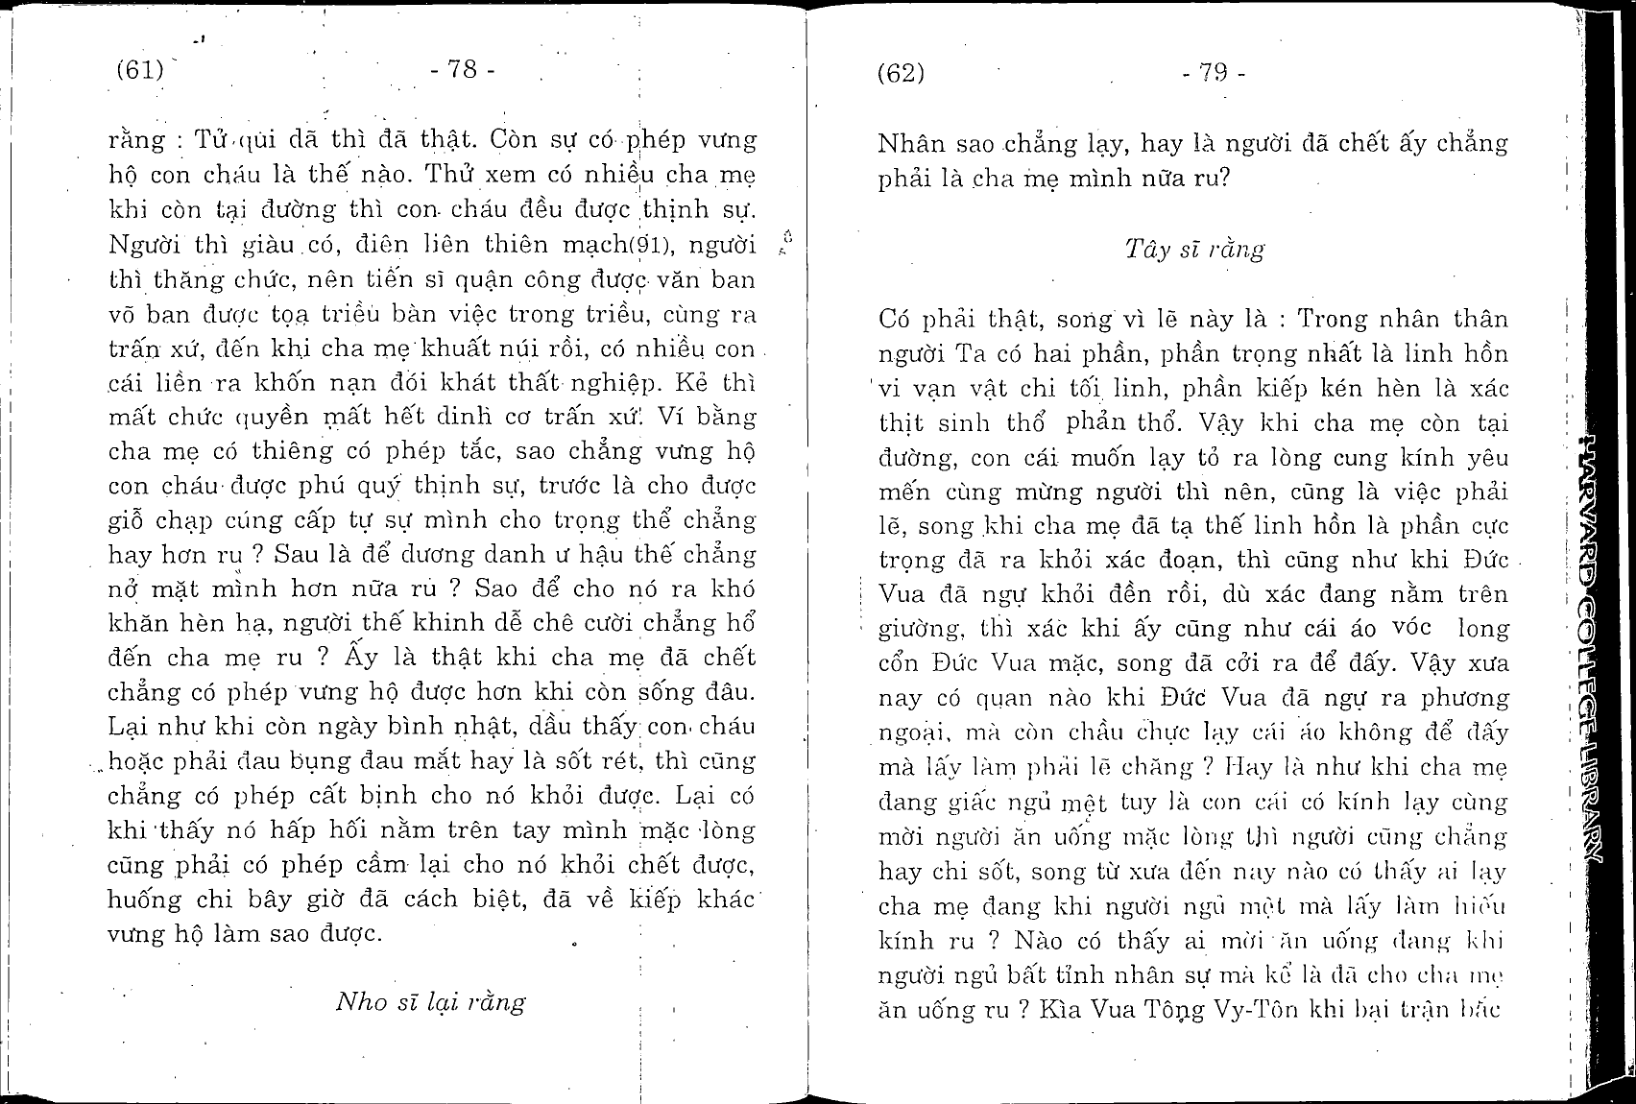 (61)
- 78 -
rằng : Tử qui dã thì đã thật. Còn sự có phép vưng
hộ con cháu là thế nào. Thử xem có nhiều cha mẹ
khi còn tại đường thì con cháu đều được thịnh sự.
Người thì giàu có, điên liên thiên mạch(91), người
thì thăng chức, nên tiến sĩ quận công được văn ban
võ ban được tọa triều bàn việc trong triều, cùng ra
trấn xứ, đến khi cha mẹ khuất núi rồi, có nhiều con
cái liền ra khốn nạn đói khát thất nghiệp. Kẻ thì
mất chức quyền mất hết dinh cơ trấn xứ. Ví bằng
cha mẹ có thiêng có phép tắc, sao chẳng vưng hộ
con cháu được phú quý thịnh sự, trước là cho được
giỗ chạp cúng cấp tự sự mình cho trọng thể chẳng
hay hơn ru ? Sau là để dương danh ư hậu thế chẳng
nở mặt mình hơn nữa ru ? Sao để cho nó ra khó
khăn hèn hạ, người thế khinh dễ chê cười chẳng hổ
đến cha mẹ ru ? Ấy là thật khi cha mẹ đã chết
chẳng có phép vưng hộ được hơn khi còn sống đâu.
Lại như khi còn ngày bình nhật, dầu thấy con cháu
hoặc phải đau bụng đau mắt hay là sốt rét, thì cũng
chẳng có phép cất bịnh cho nó khỏi được. Lại có
khi thấy nó hấp hối nằm trên tay mình mặc lòng
cũng phải có phép cầm lại cho nó khỏi chết được,
huống chi bây giờ đã cách biệt, đã về kiếp khác
vưng hộ làm sao được.
Nho sĩ lại rằng
(62)
- 79 -
Nhân sao chẳng lạy, hay là người đã chết ấy chẳng
phải là cha mẹ mình nữa ru?
Tây sĩ rằng
Có phải thật, song vì lẽ này là : Trong nhân thân
người Ta có hai phần, phần trọng nhất là linh hồn
vi vạn vật chi tối linh, phần kiếp kén hèn là xác
thịt sinh thổ phản thổ. Vậy khi cha mẹ còn tại
đường, con cái muốn lạy tỏ ra lòng cung kính yêu
mến cùng mừng người thì nên, cũng là việc phải
lẽ, song khi cha mẹ đã tạ thế linh hồn là phần cực
trọng đã ra khỏi xác đoạn, thì cũng như khi Đức
Vua đã ngự khỏi đền rồi, dù xác đang nằm trên
giường, thì xác khi ấy cũng như cái áo vóc long
cổn Đức Vua mặc, song đã cởi ra để đấy. Vậy xưa
nay có quan nào khi Đức Vua đã ngự ra phương
ngoại, mà còn chầu chực lạy cái áo không để đấy
mà lấy làm phải lẽ chăng ? Hay là như khi cha mẹ
đang giấc ngủ mệt tuy là con cái có kính lạy cùng
mời người ăn uống mặc lòng thì người cũng chẳng
hay chi sốt, song từ xưa đến nay nào có thấy ai lạy
cha mẹ đang khi người ngủ mệt mà lấy làm hiếu
kính ru ? Nào có thấy ai mời ăn uống đang khi
người ngủ bất tỉnh nhân sự mà kể là đã cho cha mẹ
ăn uống ru ? Kìa Vua Tống Vy-Tôn khi bại trận bắc
HARVARD COLLEGE LIBRARY